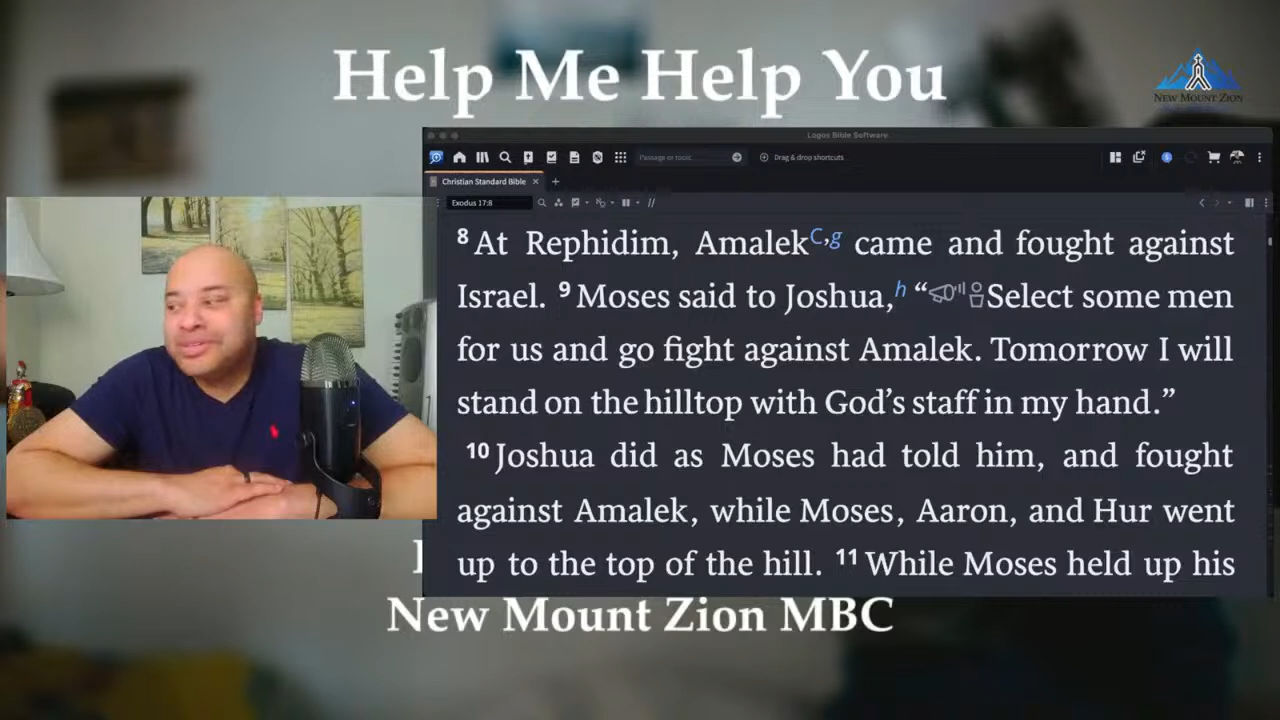 Help Me Help You
NEW MOUNT ZION
Logos Bible Software
Passage or topic
Drag & drop shortcuts
Christian Standard Bible
Exodus 17:8
8 At Rephidim, Amalek C,g came and fought against
Israel. 9 Moses said to Joshua, h “Select some men
for us and go fight against Amalek. Tomorrow I will
stand on the hilltop with God’s staff in my hand.”
10 Joshua did as Moses had told him, and fought
against Amalek, while Moses, Aaron, and Hur went
up to the top of the hill. 11 While Moses held up his
New Mount Zion MBC